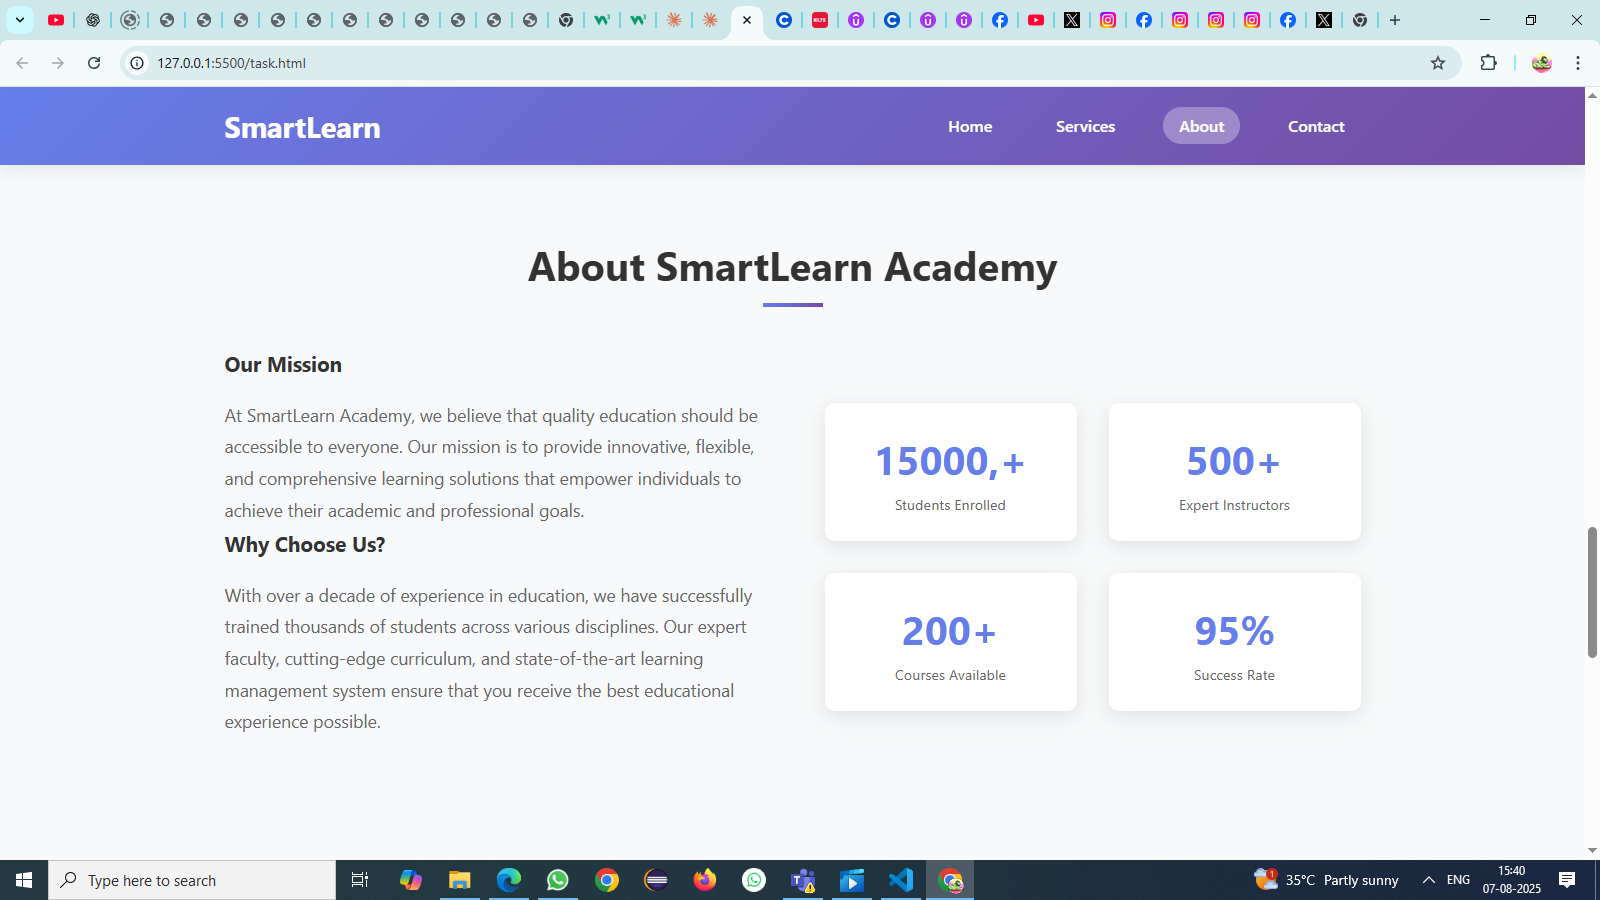 127.0.0.1:5500/task.html
SmartLearn
Home Services About Contact
About SmartLearn Academy
Our Mission
At SmartLearn Academy, we believe that quality education should be
accessible to everyone. Our mission is to provide innovative, flexible,
and comprehensive learning solutions that empower individuals to
achieve their academic and professional goals.
Why Choose Us?
With over a decade of experience in education, we have successfully
trained thousands of students across various disciplines. Our expert
faculty, cutting-edge curriculum, and state-of-the-art learning
management system ensure that you receive the best educational
experience possible.
15000,+
Students Enrolled
500+
Expert Instructors
200+
Courses Available
95%
Success Rate
Type here to search
1
35°C Partly sunny
ENG
15:40
07-08-2025